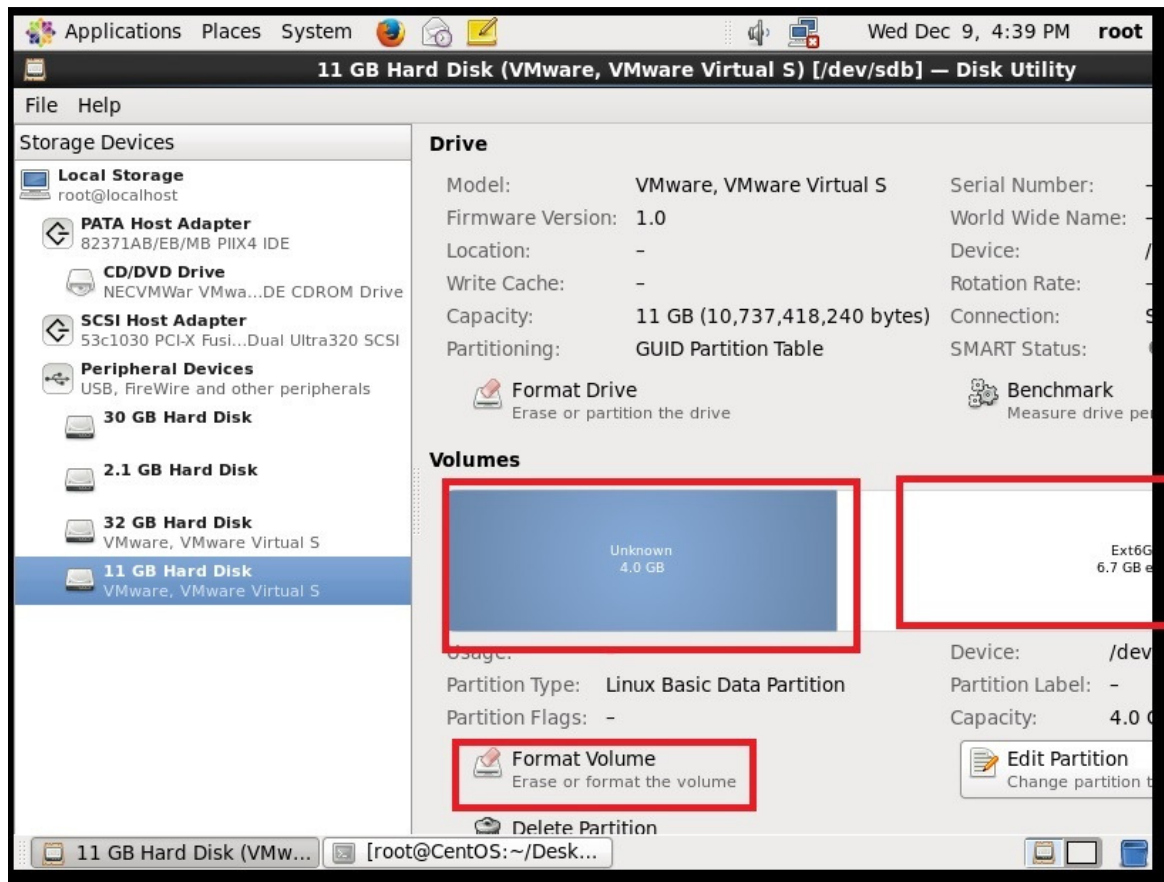 Applications Places System Wed Dec 9, 4:39 PM root
11 GB Hard Disk (VMware, VMware Virtual S) [/dev/sdb] — Disk Utility
File Help
Storage Devices
Local Storage
root@localhost
PATA Host Adapter
82371AB/EB/MB PIIX4 IDE
CD/DVD Drive
NECVMWar VMwa...DE CDROM Drive
SCSI Host Adapter
53c1030 PCI-X Fusi...Dual Ultra320 SCSI
Peripheral Devices
USB, FireWire and other peripherals
30 GB Hard Disk
2.1 GB Hard Disk
32 GB Hard Disk
VMware, VMware Virtual S
11 GB Hard Disk
VMware, VMware Virtual S
Drive
Model: VMware, VMware Virtual S Serial Number: –
Firmware Version: 1.0 World Wide Name: –
Location: – Device: /
Write Cache: – Rotation Rate: –
Capacity: 11 GB (10,737,418,240 bytes) Connection: S
Partitioning: GUID Partition Table SMART Status:
Format Drive Benchmark
Erase or partition the drive Measure drive per
Volumes
Unknown Ext6G
4.0 GB 6.7 GB e
Usage: Device: /dev
Partition Type: Linux Basic Data Partition Partition Label: –
Partition Flags: – Capacity: 4.0 G
Format Volume Edit Partition
Erase or format the volume Change partition t
Delete Partition
11 GB Hard Disk (VMw... [root@CentOS:~/Desk...